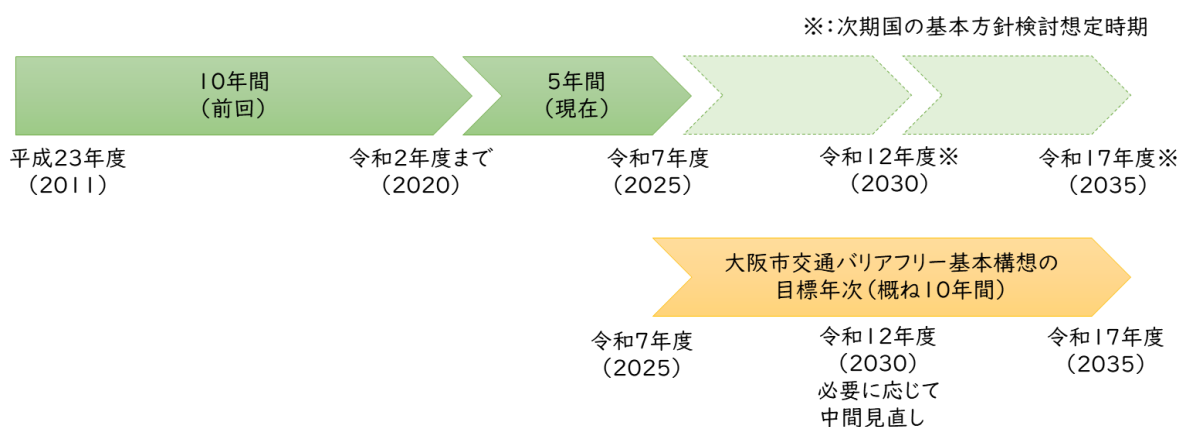 ※：次期国の基本方針検討想定時期
10年間
（前回）
5年間
（現在）
平成23年度
（2011）
令和2年度まで
（2020）
令和7年度
（2025）
令和12年度※
（2030）
令和17年度※
（2035）
大阪市交通バリアフリー基本構想の
目標年次（概ね10年間）
令和7年度
（2025）
令和12年度
（2030）
必要に応じて
中間見直し
令和17年度
（2035）